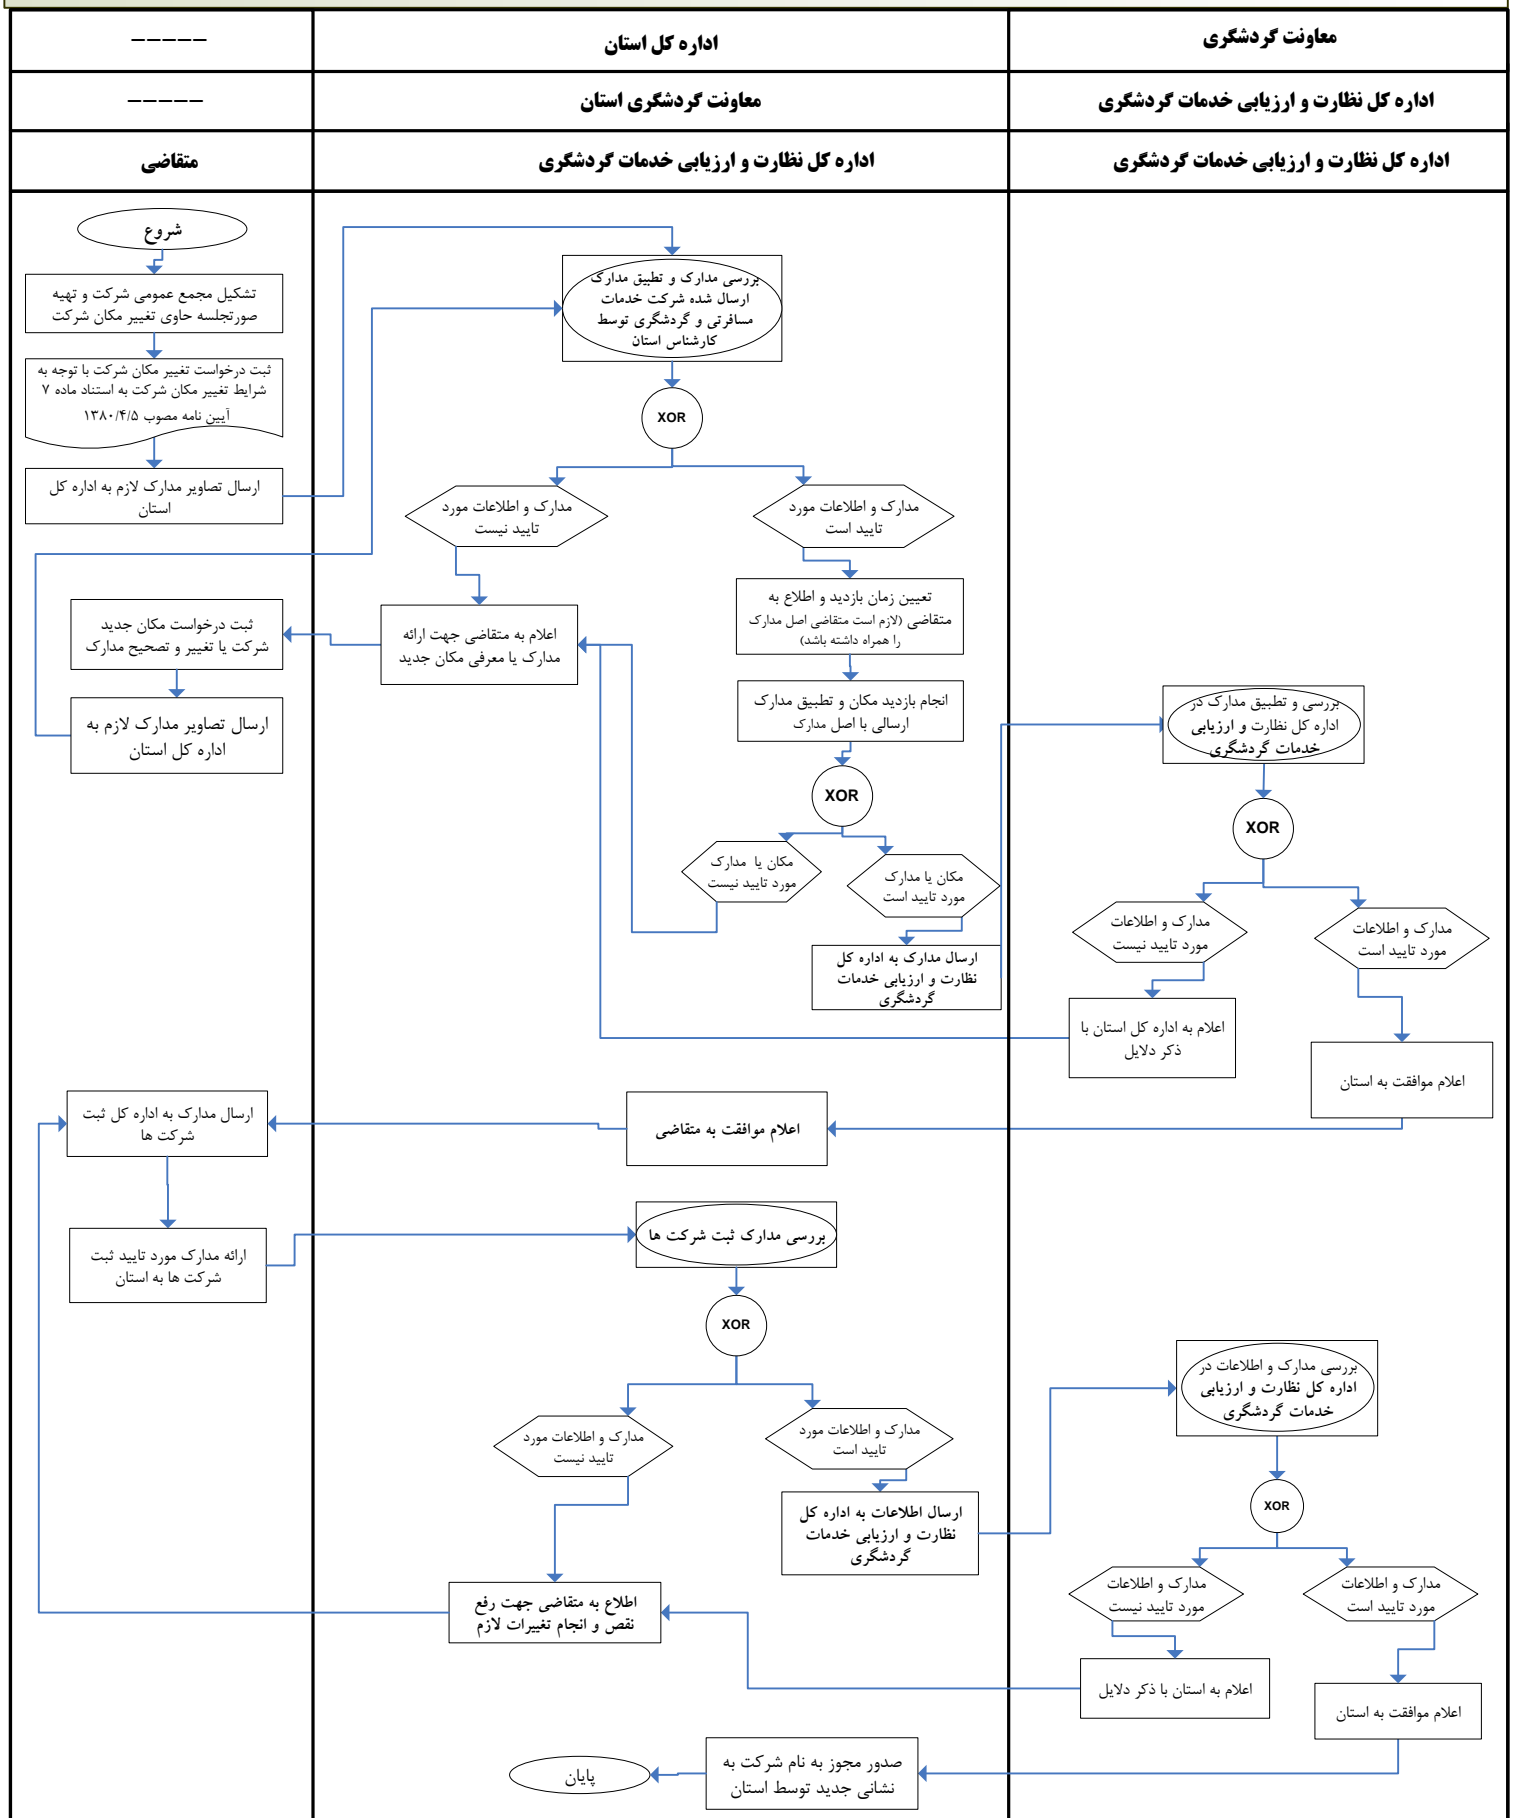 معاونت گردشگری
اداره کل استان
-----
اداره کل نظارت و ارزیابی خدمات گردشگری
معاونت گردشگری استان
-----
اداره کل نظارت و ارزیابی خدمات گردشگری
اداره کل نظارت و ارزیابی خدمات گردشگری
متقاضی
شروع
تشکیل مجمع عمومی شرکت و تهیه
صورتجلسه حاوی تغییر مکان شرکت
ثبت درخواست تغییر مکان شرکت با توجه به
شرایط تغییر مکان شرکت به استناد ماده ۷
آیین نامه مصوب ۱۳۸۰/۴/۵
ارسال تصاویر مدارک لازم به اداره کل
استان
بررسی مدارک و تطبیق مدارک
ارسال شده شرکت خدمات
مسافرتی و گردشگری توسط
کارشناس استان
XOR
مدارک و اطلاعات مورد
تایید است
مدارک و اطلاعات مورد
تایید نیست
تعیین زمان بازدید و اطلاع به
متقاضی (لازم است متقاضی اصل مدارک
را همراه داشته باشد)
اعلام به متقاضی جهت ارائه
مدارک یا معرفی مکان جدید
ثبت درخواست مکان جدید
شرکت یا تغییر و تصحیح مدارک
ارسال تصاویر مدارک لازم به
اداره کل استان
انجام بازدید مکان و تطبیق مدارک
ارسالی با اصل مدارک
XOR
مکان یا مدارک
مورد تایید است
مکان یا مدارک
مورد تایید نیست
ارسال مدارک به اداره کل
نظارت و ارزیابی خدمات
گردشگری
بررسی و تطبیق مدارک در
اداره کل نظارت و ارزیابی
خدمات گردشگری
XOR
مدارک و اطلاعات
مورد تایید است
مدارک و اطلاعات
مورد تایید نیست
اعلام به اداره کل استان با
ذکر دلایل
اعلام موافقت به استان
اعلام موافقت به متقاضی
ارسال مدارک به اداره کل ثبت
شرکت ها
ارائه مدارک مورد تایید ثبت
شرکت ها به استان
بررسی مدارک ثبت شرکت ها
XOR
مدارک و اطلاعات مورد
تایید است
مدارک و اطلاعات مورد
تایید نیست
ارسال اطلاعات به اداره کل
نظارت و ارزیابی خدمات
گردشگری
اطلاع به متقاضی جهت رفع
نقص و انجام تغییرات لازم
بررسی مدارک و اطلاعات در
اداره کل نظارت و ارزیابی
خدمات گردشگری
XOR
مدارک و اطلاعات
مورد تایید است
مدارک و اطلاعات
مورد تایید نیست
اعلام به استان با ذکر دلایل
اعلام موافقت به استان
صدور مجوز به نام شرکت به
نشانی جدید توسط استان
پایان